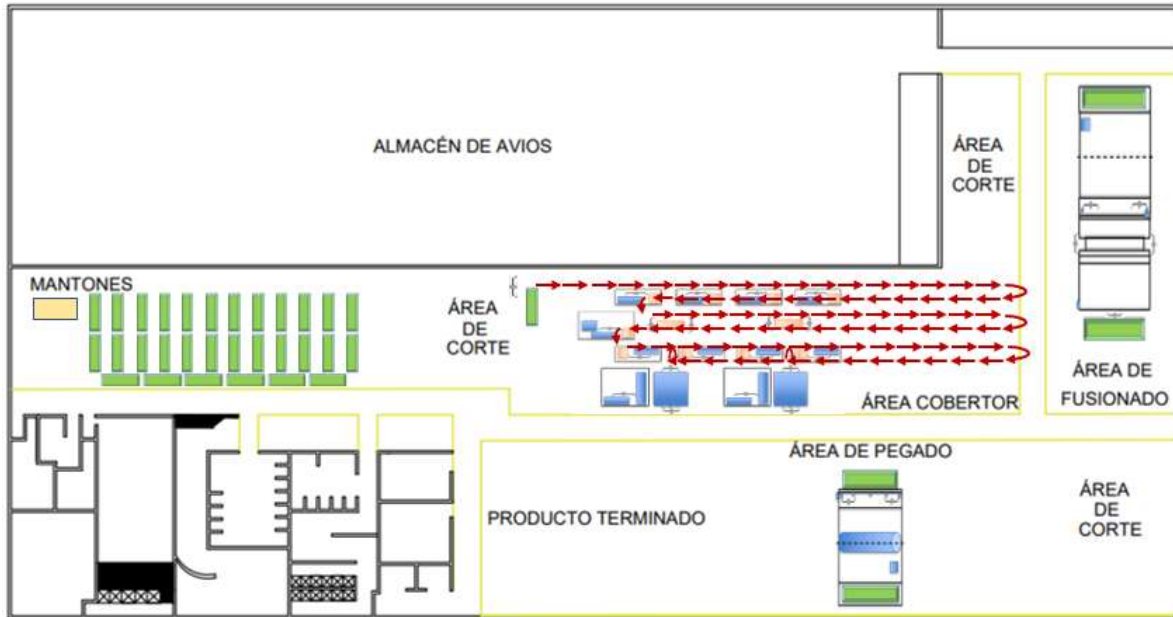 ALMACÉN DE AVIOS
ÁREA
DE
CORTE
MANTONES
ÁREA
DE
CORTE
ÁREA DE
FUSIONADO
ÁREA COBERTOR
ÁREA DE PEGADO
PRODUCTO TERMINADO
ÁREA
DE
CORTE